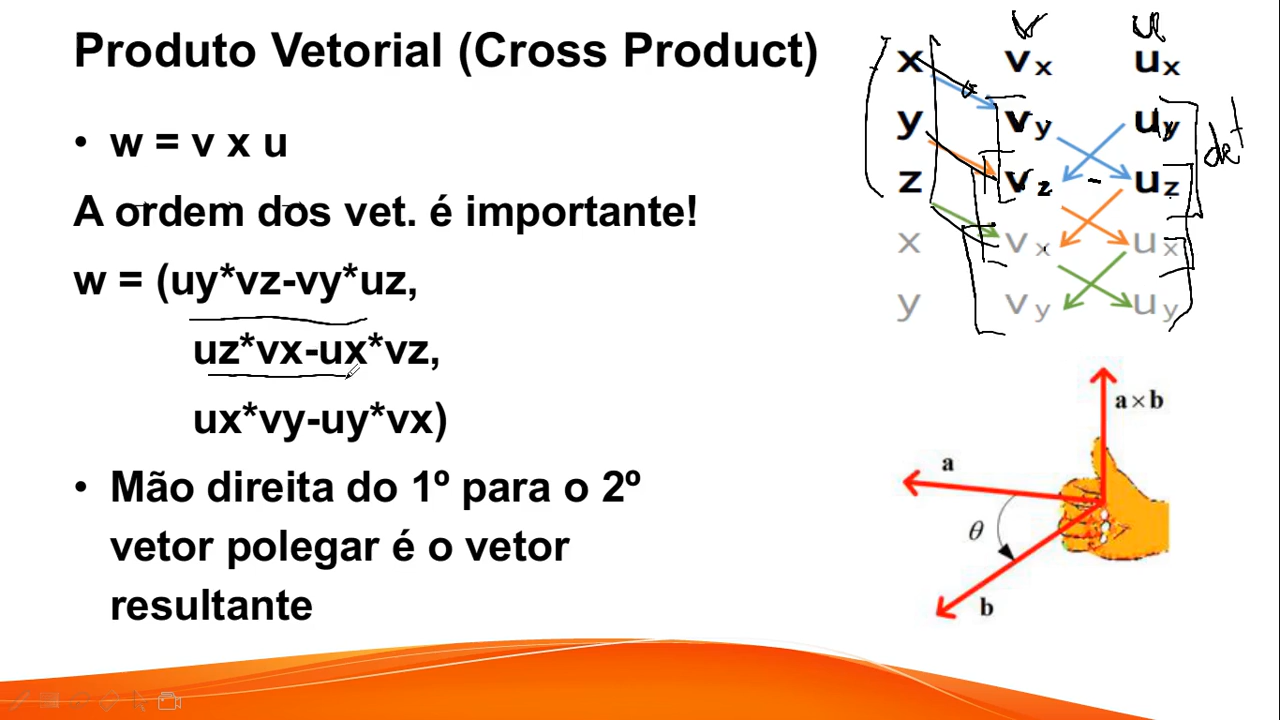 Produto Vetorial (Cross Product)
• w = v x u
A ordem dos vet. é importante!
w = (uy*vz-vy*uz,
uz*vx-ux*vz,
ux*vy-uy*vx)
• Mão direita do 1º para o 2º
vetor polegar é o vetor
resultante
v u
x vx ux
y vy uy
z vz - uz
x vx ux
y vy uy
det
a×b
a
θ
b